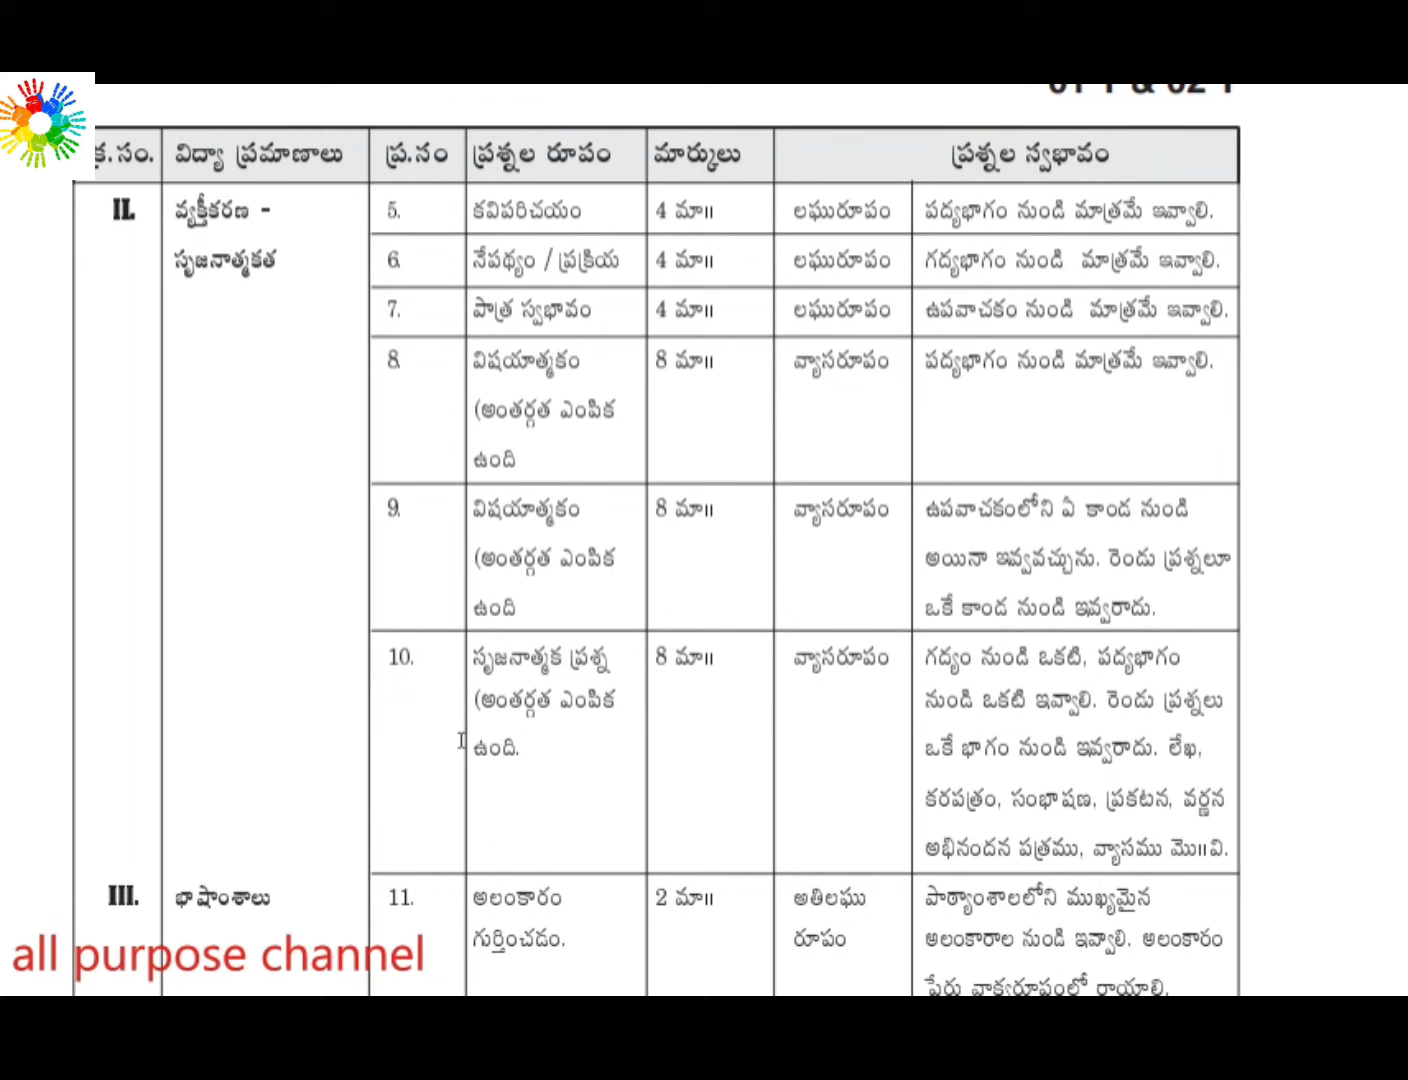 01 T & 02 T
క్ర.సం. విద్యా ప్రమాణాలు ప్ర.నం ప్రశ్నల రూపం మార్కులు ప్రశ్నల స్వభావం
II. వ్యక్తీకరణ - 5. కవిపరిచయం 4 మా॥ లఘురూపం పద్యభాగం నుండి మాత్రమే ఇవ్వాలి.
సృజనాత్మకత 6. నేపథ్యం / ప్రక్రియ 4 మా॥ లఘురూపం గద్యభాగం నుండి మాత్రమే ఇవ్వాలి.
7. పాత్ర స్వభావం 4 మా॥ లఘురూపం ఉపవాచకం నుండి మాత్రమే ఇవ్వాలి.
8. విషయాత్మకం 8 మా॥ వ్యాసరూపం పద్యభాగం నుండి మాత్రమే ఇవ్వాలి.
(అంతర్గత ఎంపిక
ఉంది
9. విషయాత్మకం 8 మా॥ వ్యాసరూపం ఉపవాచకంలోని ఏ కాండ నుండి
(అంతర్గత ఎంపిక అయినా ఇవ్వవచ్చును. రెండు ప్రశ్నలూ
ఉంది ఒకే కాండ నుండి ఇవ్వరాదు.
10. సృజనాత్మక ప్రశ్న 8 మా॥ వ్యాసరూపం గద్యం నుండి ఒకటి, పద్యభాగం
(అంతర్గత ఎంపిక నుండి ఒకటి ఇవ్వాలి. రెండు ప్రశ్నలు
ఉంది. ఒకే భాగం నుండి ఇవ్వరాదు. లేఖ,
కరపత్రం, సంభాషణ, ప్రకటన, వర్ణన
అభినందన పత్రము, వ్యాసము మొ॥వి.
III. భాషాంశాలు 11. అలంకారం 2 మా॥ అతిలఘు పాఠ్యాంశాలలోని ముఖ్యమైన
గుర్తించడం. రూపం అలంకారాల నుండి ఇవ్వాలి. అలంకారం
పేరు వాక్యరూపంలో రాయాలి.
all purpose channel